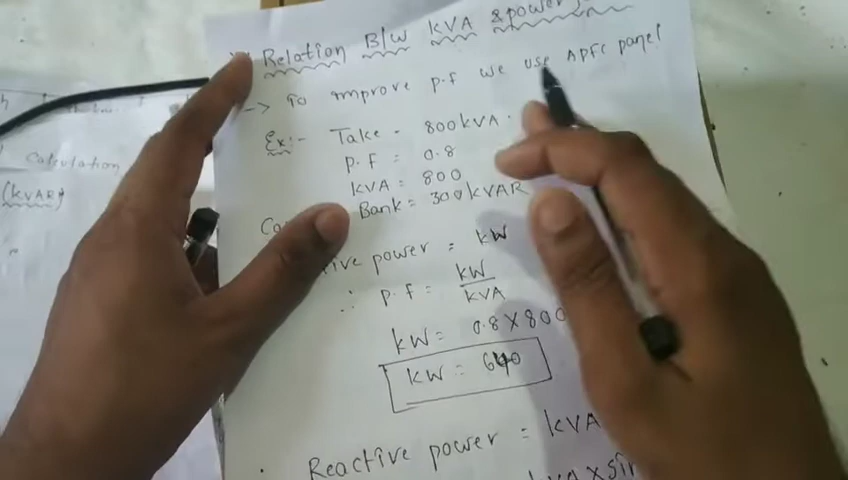 Relation B/W KVA & power
-> To improve p.f we use APFC panel
Ex:- Take - 800KVA.
P.F = 0.8
KVA = 800
Bank = 300KVAR
power = KW
∴ p.f = KW
KVA
KW = 0.8 X 800
KW = 640
. Reactive power = KVA
Calculation
(KVAR)